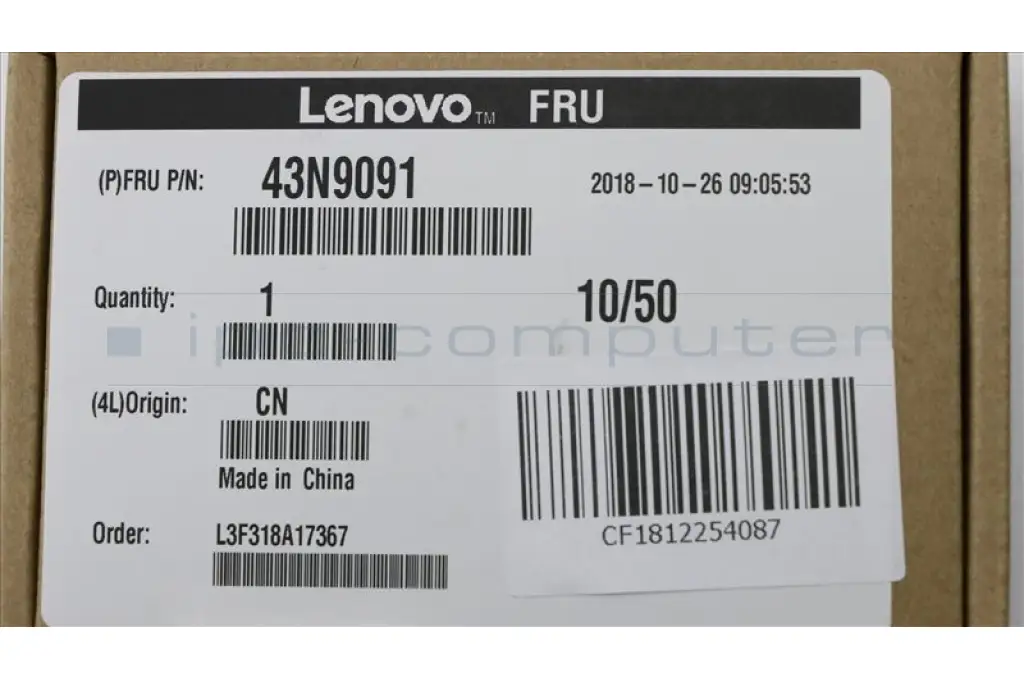 Lenovo™ FRU
(P)FRU P/N: 43N9091 2018-10-26 09:05:53
Quantity: 1 10/50
computer
(4L)Origin: CN
Made in China
CF1812254087
Order: L3F318A17367